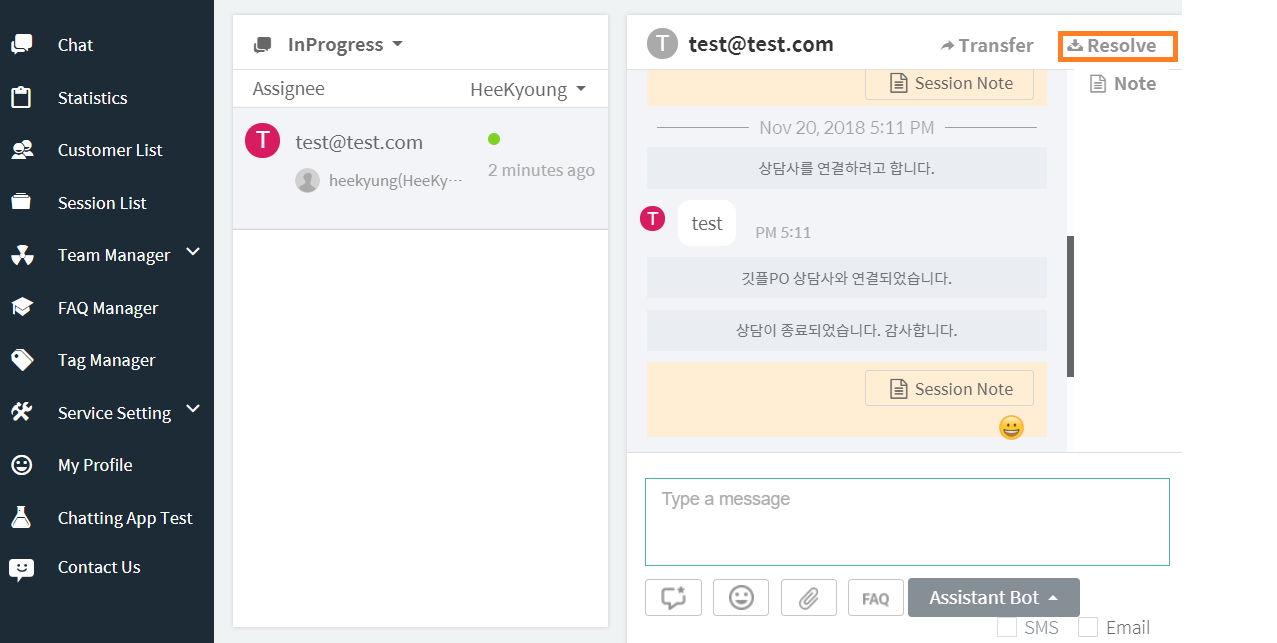 Chat
Statistics
Customer List
Session List
Team Manager
FAQ Manager
Tag Manager
Service Setting
My Profile
Chatting App Test
Contact Us
InProgress
Assignee
HeeKyoung
T
test@test.com
2 minutes ago
heekyung(HeeKy···
T
test@test.com
Transfer
Resolve
Note
Session Note
Nov 20, 2018 5:11 PM
상담사를 연결하려고 합니다.
T
test
PM 5:11
깃플PO 상담사와 연결되었습니다.
상담이 종료되었습니다. 감사합니다.
Session Note
Type a message
FAQ
Assistant Bot
SMS
Email